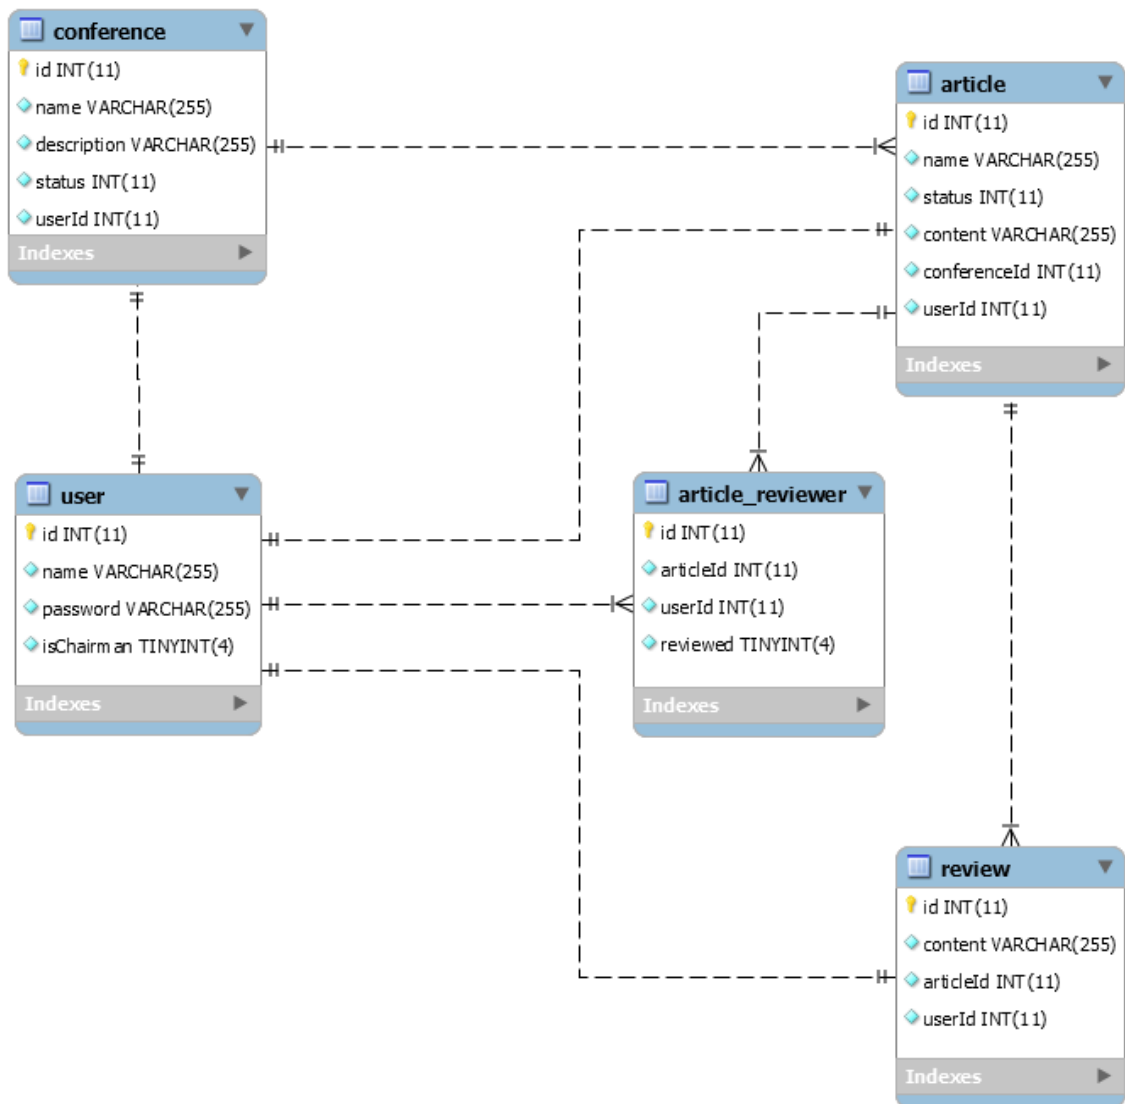 conference
id INT(11)
name VARCHAR(255)
description VARCHAR(255)
status INT(11)
userId INT(11)
Indexes
article
id INT(11)
name VARCHAR(255)
status INT(11)
content VARCHAR(255)
conferenceId INT(11)
userId INT(11)
Indexes
user
id INT(11)
name VARCHAR(255)
password VARCHAR(255)
isChairman TINYINT(4)
Indexes
article_reviewer
id INT(11)
articleId INT(11)
userId INT(11)
reviewed TINYINT(4)
Indexes
review
id INT(11)
content VARCHAR(255)
articleId INT(11)
userId INT(11)
Indexes